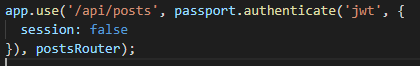 app.use('/api/posts', passport.authenticate('jwt', {
  session: false
}), postsRouter);